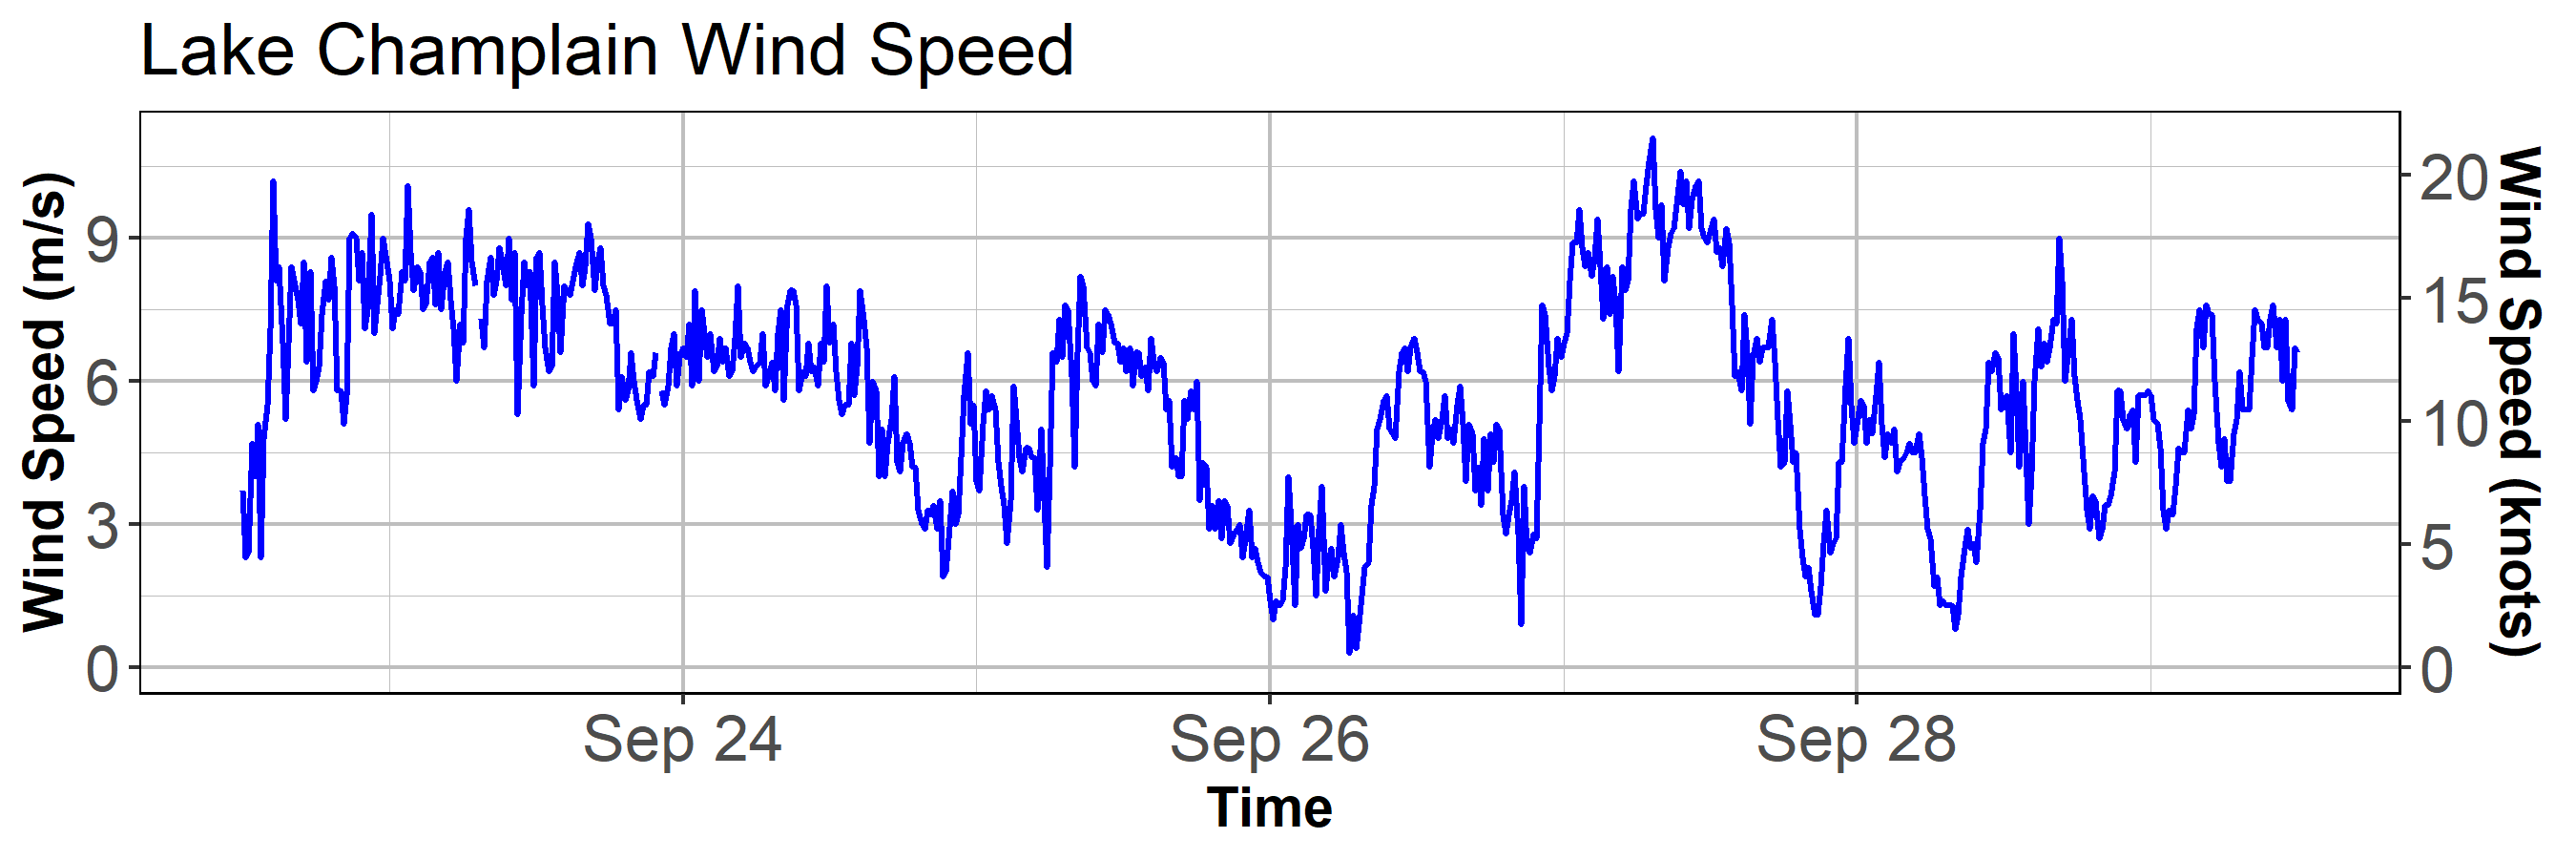 Lake Champlain Wind Speed
Wind Speed (m/s)
9
6
3
0
20
15
10
5
0
Wind Speed (knots)
Sep 24
Sep 26
Sep 28
Time